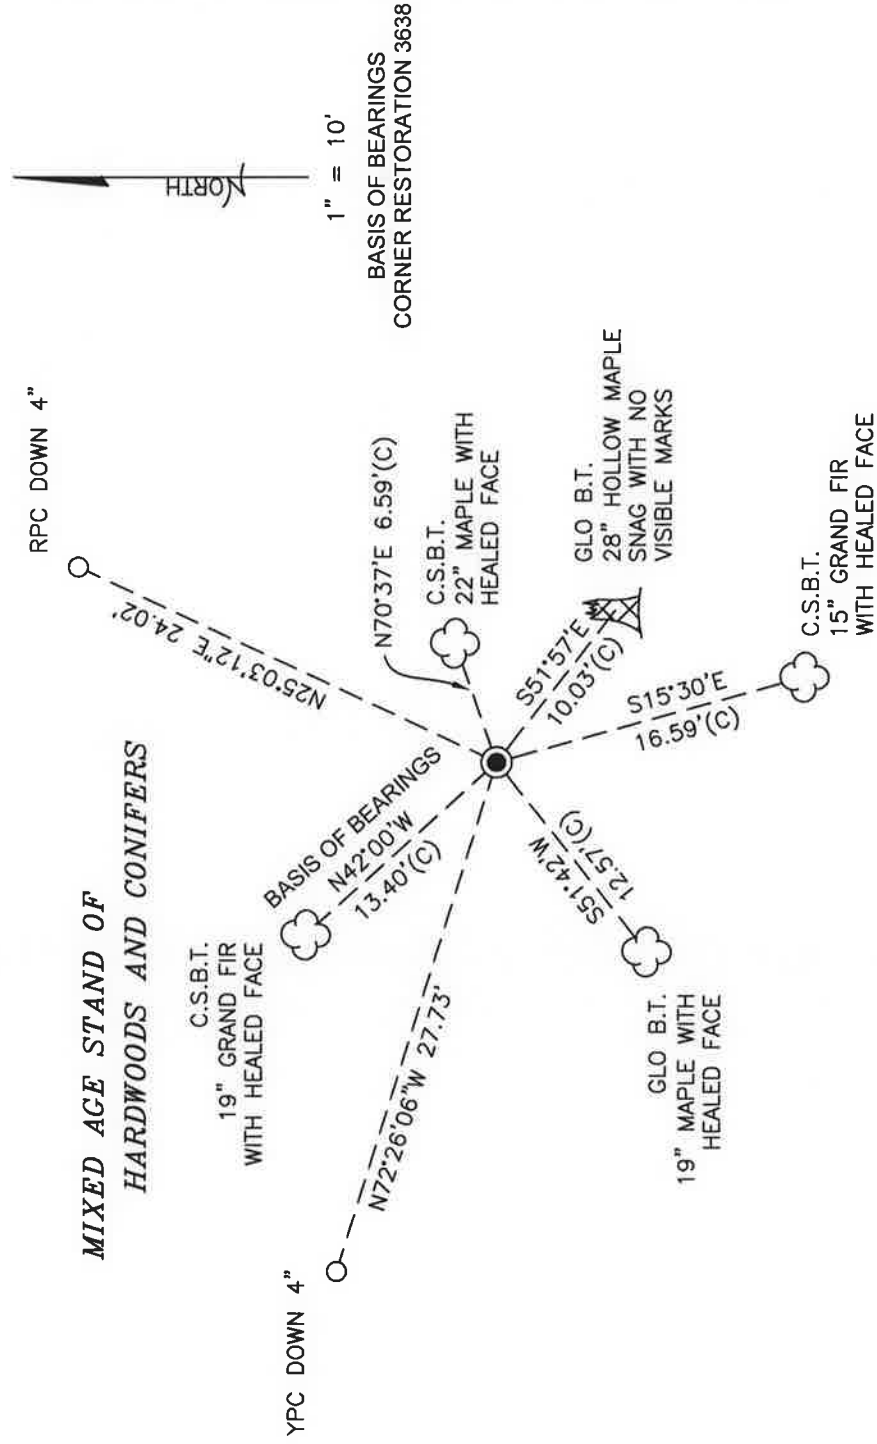 MIXED AGE STAND OF
HARDWOODS AND CONIFERS
RPC DOWN 4"
NORTH
1" = 10'
BASIS OF BEARINGS
CORNER RESTORATION 3638
N25°03'12"E 24.02'
C.S.B.T.
19" GRAND FIR
WITH HEALED FACE
BASIS OF BEARINGS
N42°00'W
13.40'(C)
N70°37'E 6.59'(C)
C.S.B.T.
22" MAPLE WITH
HEALED FACE
YPC DOWN 4"
N72°26'06"W 27.73'
S51°57'E
10.03'(C)
GLO B.T.
28" HOLLOW MAPLE
SNAG WITH NO
VISIBLE MARKS
S51°42'W
12.57'(C)
GLO B.T.
19" MAPLE WITH
HEALED FACE
S15°30'E
16.59'(C)
C.S.B.T.
15" GRAND FIR
WITH HEALED FACE